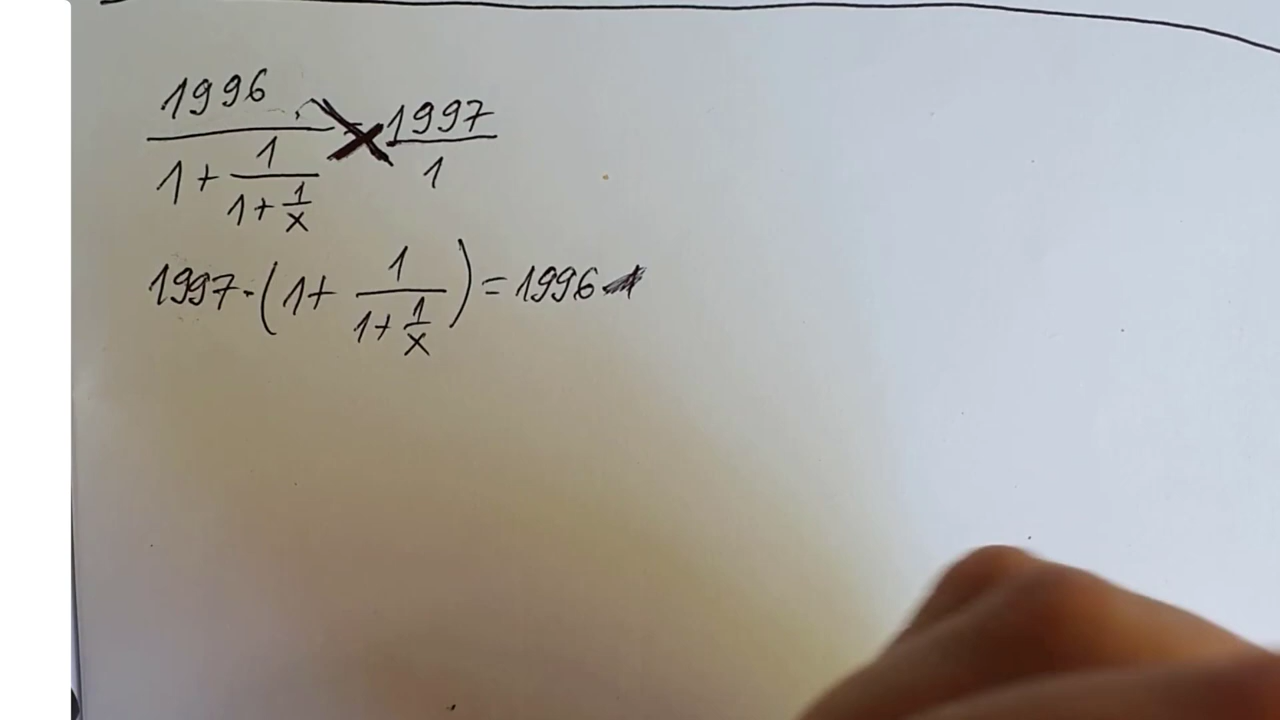 1996 / (1 + 1 / (1 + 1/x)) = 1997 / 1
1997 · (1 + 1 / (1 + 1/x)) = 1996